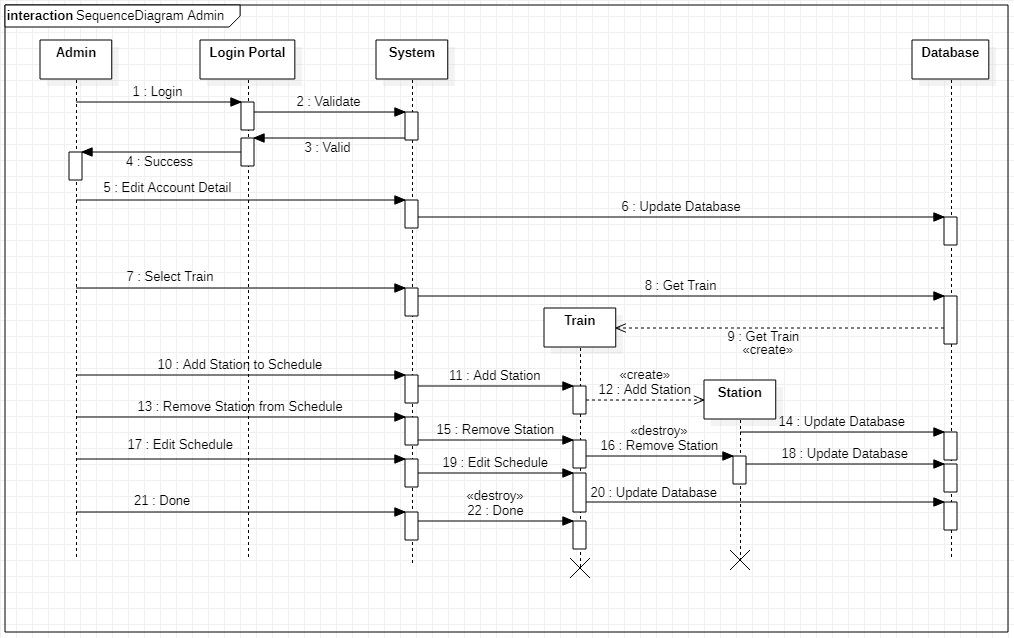 interaction SequenceDiagram Admin
Admin
Login Portal
System
Database
1 : Login
2 : Validate
3 : Valid
4 : Success
5 : Edit Account Detail
6 : Update Database
7 : Select Train
8 : Get Train
Train
9 : Get Train
«create»
10 : Add Station to Schedule
11 : Add Station
«create»
12 : Add Station
Station
13 : Remove Station from Schedule
14 : Update Database
15 : Remove Station
«destroy»
16 : Remove Station
17 : Edit Schedule
18 : Update Database
19 : Edit Schedule
20 : Update Database
21 : Done
«destroy»
22 : Done